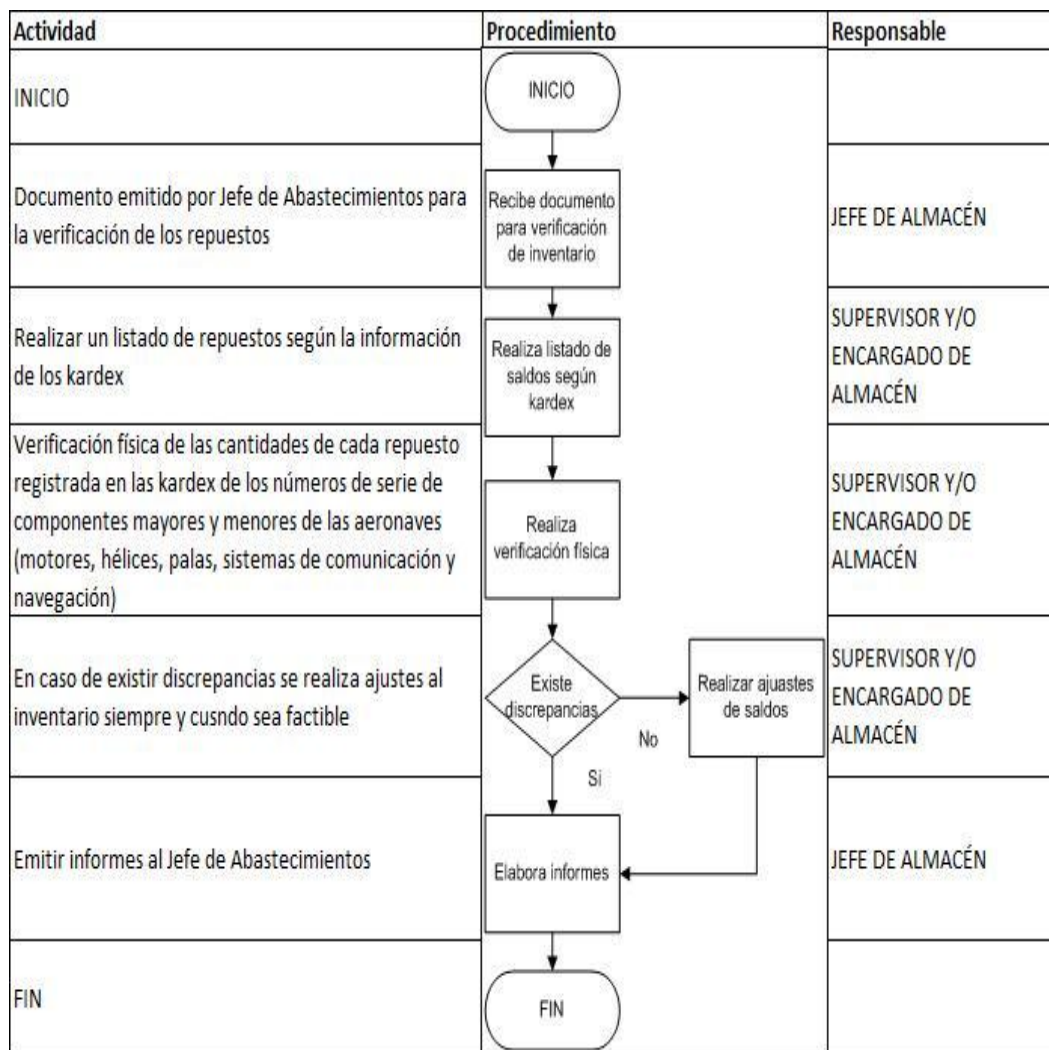 Actividad
Procedimiento
Responsable
INICIO
INICIO
Documento emitido por Jefe de Abastecimientos para
la verificación de los repuestos
Recibe documento
para verificación
de inventario
JEFE DE ALMACÉN
Realizar un listado de repuestos según la información
de los kardex
Realiza listado de
saldos según
kardex
SUPERVISOR Y/O
ENCARGADO DE
ALMACÉN
Verificación física de las cantidades de cada repuesto
registrada en las kardex de los números de serie de
componentes mayores y menores de las aeronaves
(motores, hélices, palas, sistemas de comunicación y
navegación)
Realiza
verificación física
SUPERVISOR Y/O
ENCARGADO DE
ALMACÉN
En caso de existir discrepancias se realiza ajustes al
inventario siempre y cusndo sea factible
Existe
discrepancias
No
Si
Realizar ajuastes
de saldos
SUPERVISOR Y/O
ENCARGADO DE
ALMACÉN
Emitir informes al Jefe de Abastecimientos
Elabora informes
JEFE DE ALMACÉN
FIN
FIN